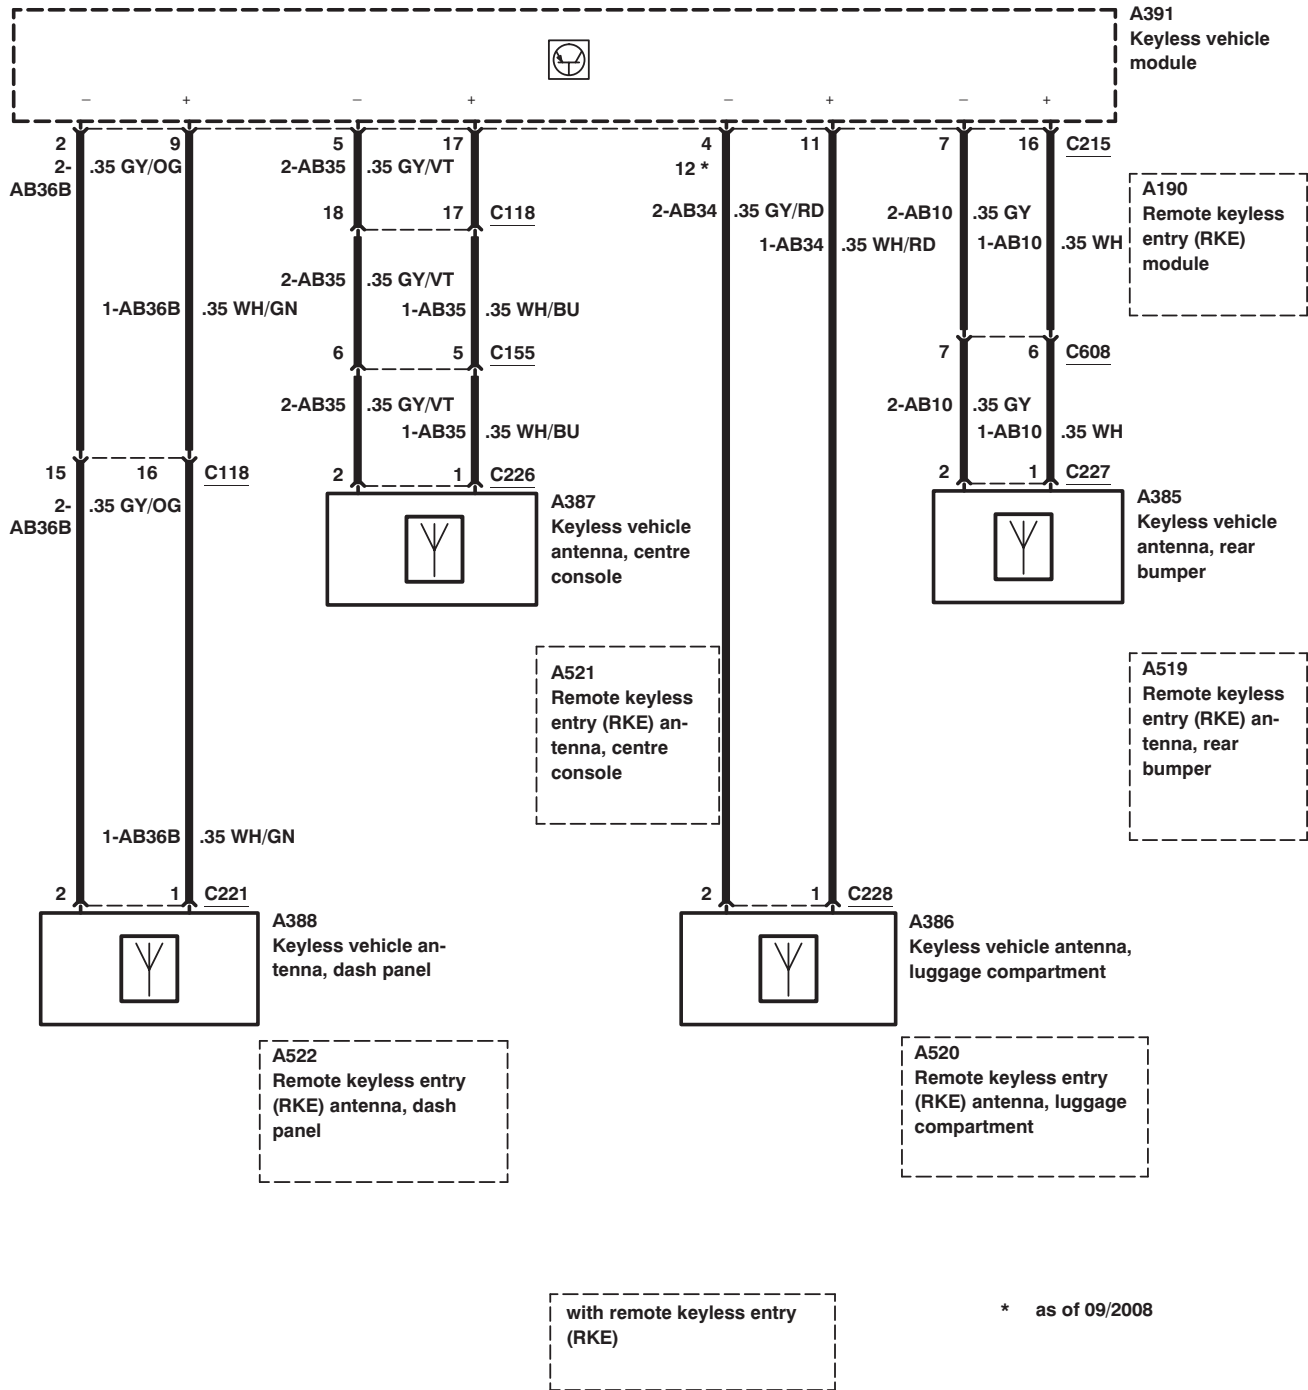 A391
Keyless vehicle
module
– + – + – + – +
2 9 5 17 4 11 7 16 C215
2-
AB36B
.35 GY/OG
2-AB35 .35 GY/VT
12 *
A190
Remote keyless
entry (RKE)
module
18 17 C118
2-AB34 .35 GY/RD
2-AB10 .35 GY
1-AB34 .35 WH/RD
1-AB10 .35 WH
2-AB35 .35 GY/VT
1-AB36B .35 WH/GN
1-AB35 .35 WH/BU
6 5 C155
7 6 C608
2-AB35 .35 GY/VT
2-AB10 .35 GY
1-AB35 .35 WH/BU
1-AB10 .35 WH
15 16 C118
2 1 C226
2 1 C227
2-
AB36B
.35 GY/OG
A387
Keyless vehicle
antenna, centre
console
A385
Keyless vehicle
antenna, rear
bumper
A521
Remote keyless
entry (RKE) an-
tenna, centre
console
A519
Remote keyless
entry (RKE) an-
tenna, rear
bumper
1-AB36B .35 WH/GN
2 1 C221
2 1 C228
A388
Keyless vehicle an-
tenna, dash panel
A386
Keyless vehicle antenna,
luggage compartment
A522
Remote keyless entry
(RKE) antenna, dash
panel
A520
Remote keyless entry
(RKE) antenna, luggage
compartment
with remote keyless entry
(RKE)
* as of 09/2008